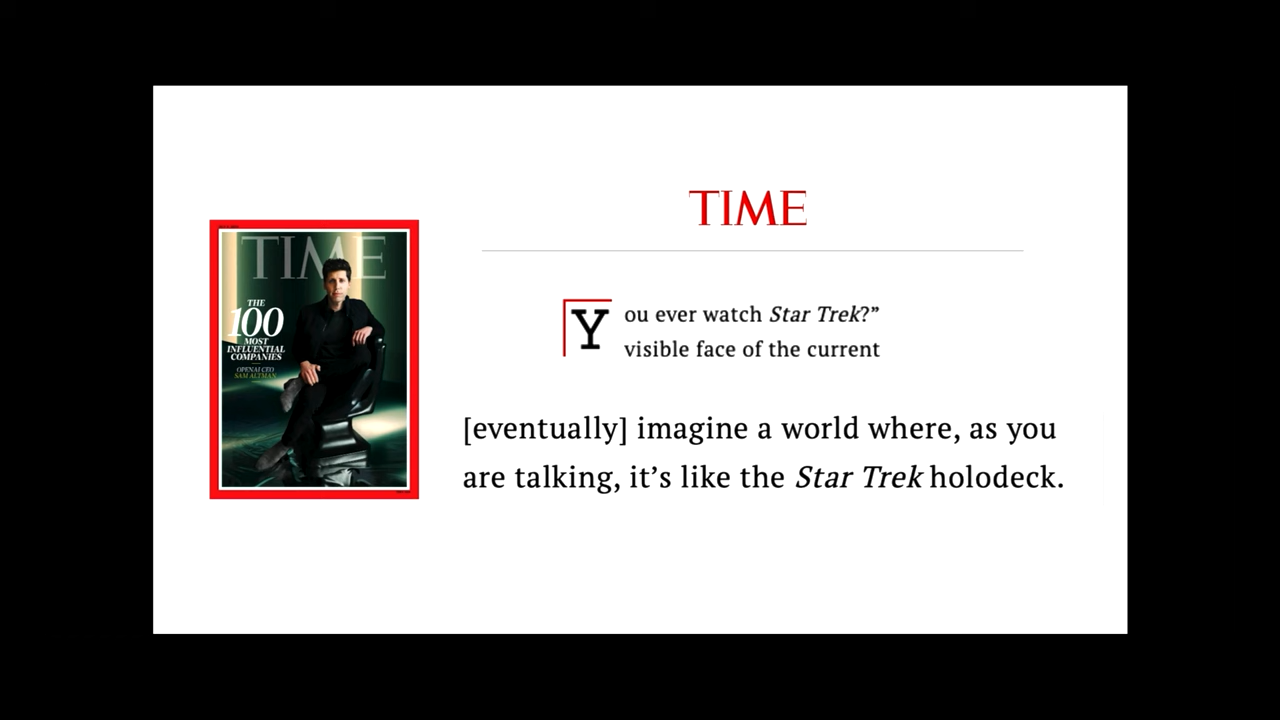 TIME
THE
100
MOST
INFLUENTIAL
COMPANIES
OPENAI CEO
SAM ALTMAN
TIME
You ever watch Star Trek?”
visible face of the current
[eventually] imagine a world where, as you
are talking, it’s like the Star Trek holodeck.